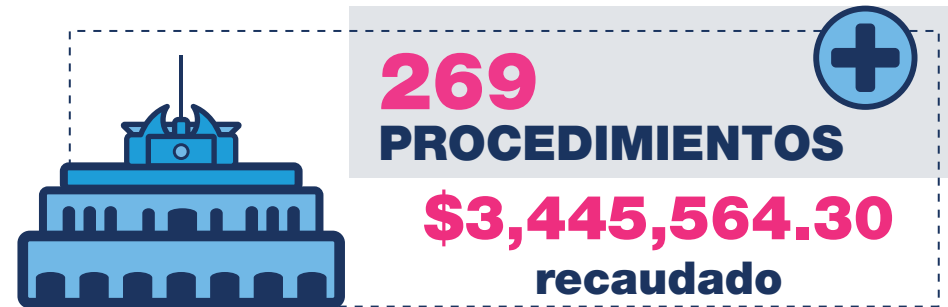 269
PROCEDIMIENTOS
$3,445,564.30
recaudado